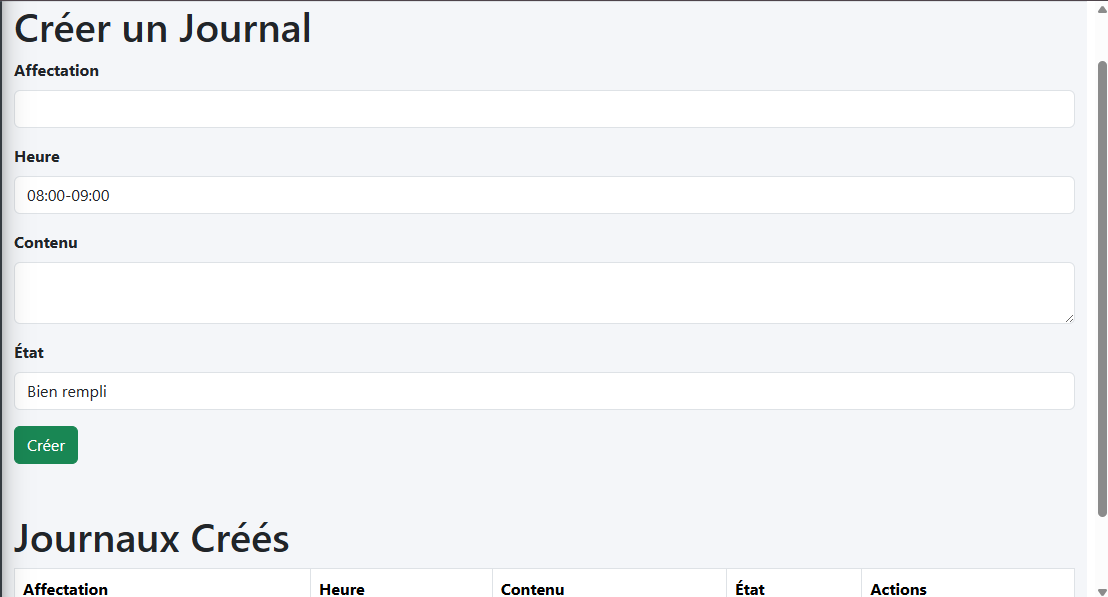 Créer un Journal
Affectation
Heure
08:00-09:00
Contenu
État
Bien rempli
Créer
Journaux Créés
Affectation Heure Contenu État Actions